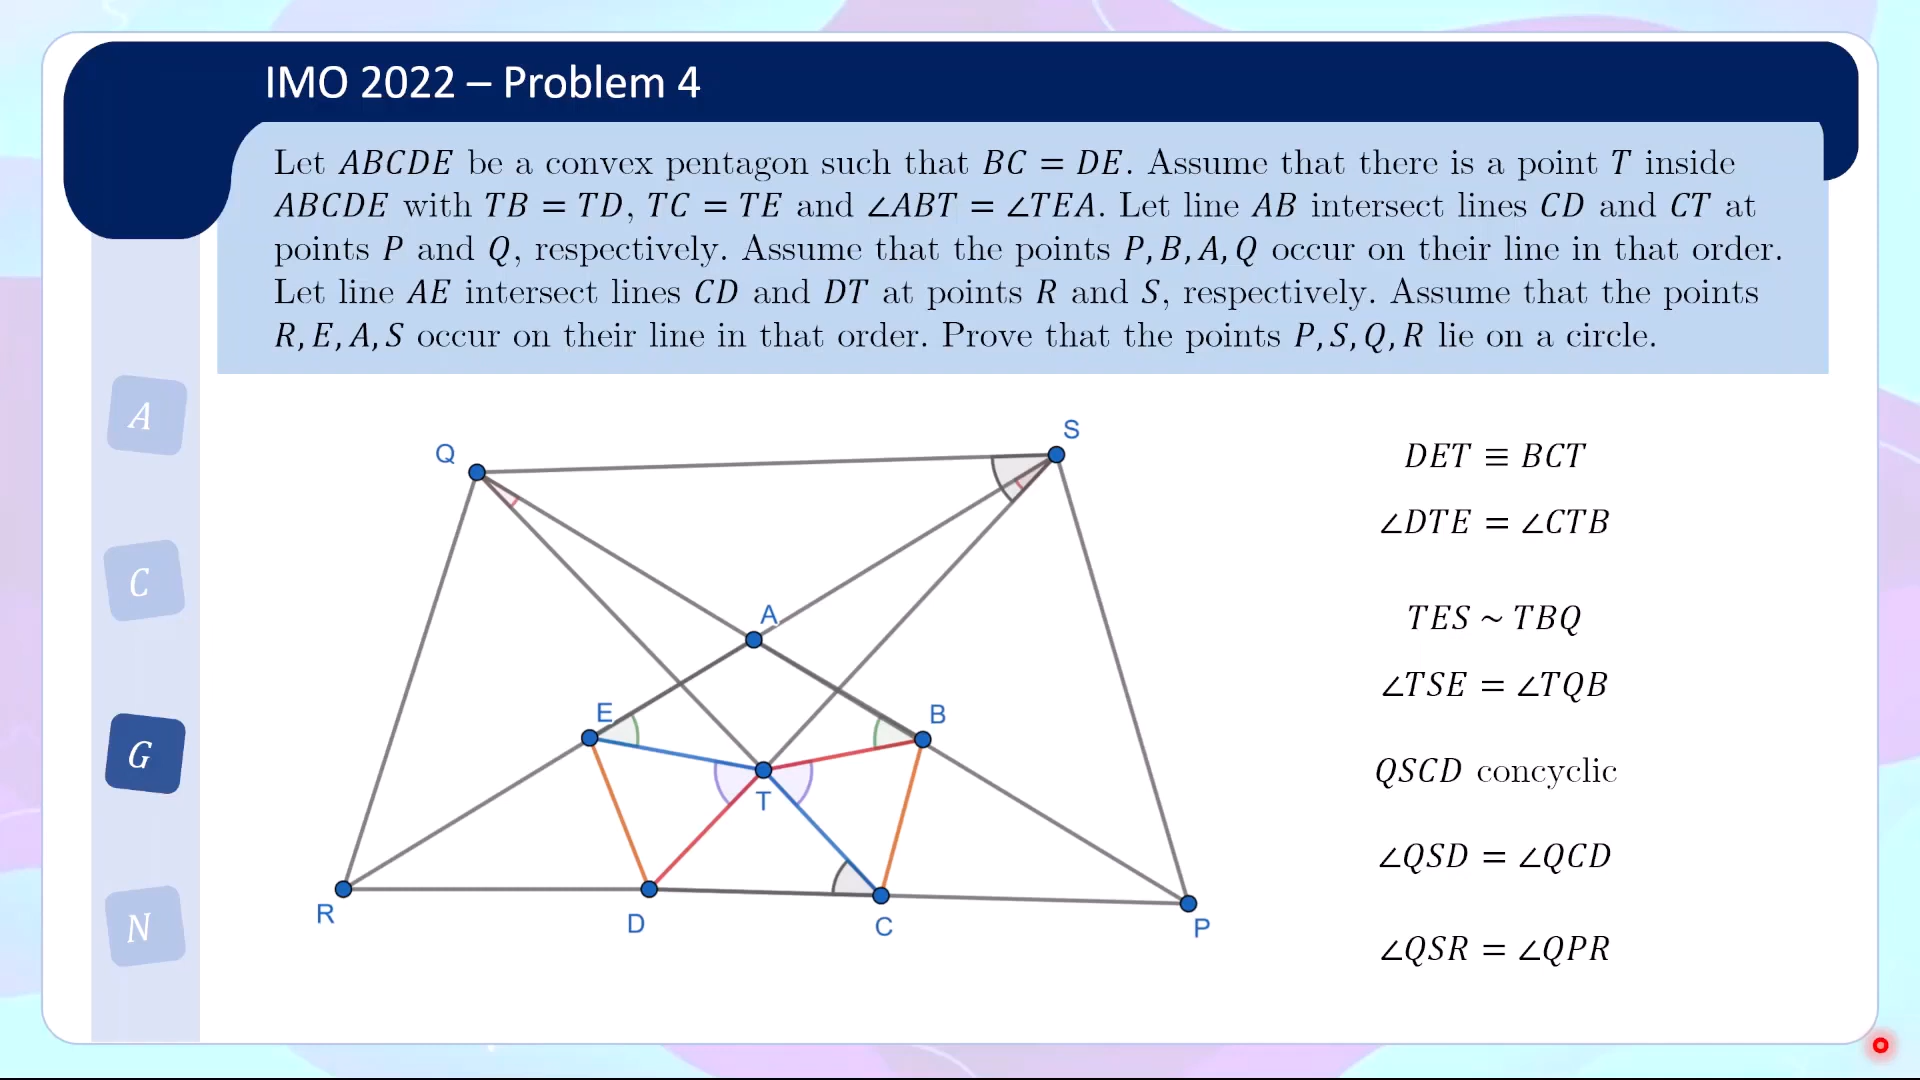 IMO 2022 – Problem 4
Let ABCDE be a convex pentagon such that BC = DE. Assume that there is a point T inside
ABCDE with TB = TD, TC = TE and ∠ABT = ∠TEA. Let line AB intersect lines CD and CT at
points P and Q, respectively. Assume that the points P, B, A, Q occur on their line in that order.
Let line AE intersect lines CD and DT at points R and S, respectively. Assume that the points
R, E, A, S occur on their line in that order. Prove that the points P, S, Q, R lie on a circle.
A
C
G
N
Q
S
A
E
B
T
R
D
C
P
DET ≡ BCT
∠DTE = ∠CTB
TES ~ TBQ
∠TSE = ∠TQB
QSCD concyclic
∠QSD = ∠QCD
∠QSR = ∠QPR